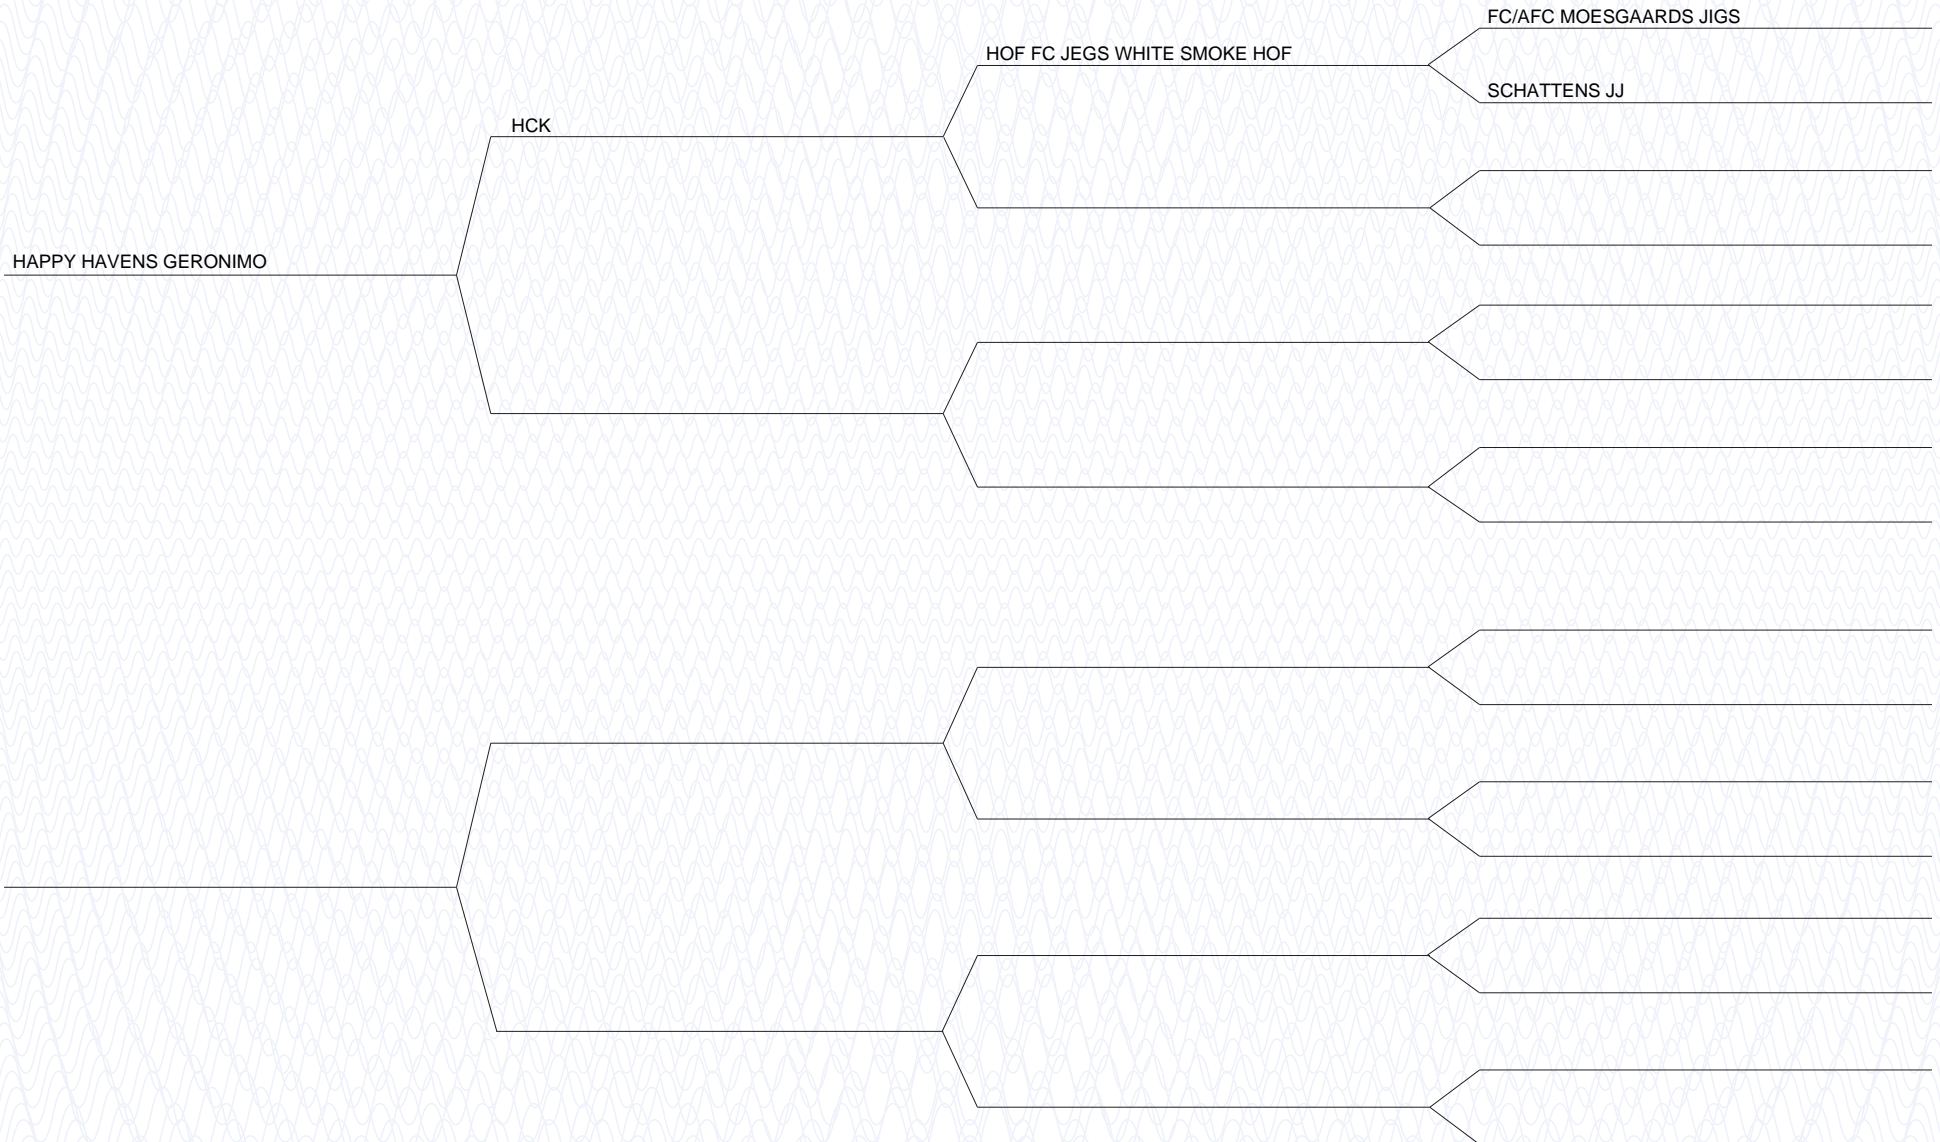 FC/AFC MOESGAARDS JIGS
HOF FC JEGS WHITE SMOKE HOF
SCHATTENS JJ
HCK
HAPPY HAVENS GERONIMO